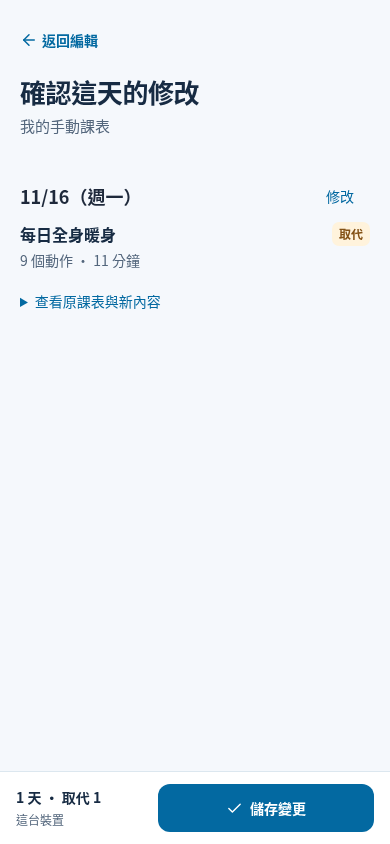 返回編輯
確認這天的修改
我的手動課表
11/16（週一）
修改
每日全身暖身
取代
9 個動作 · 11 分鐘
查看原課表與新內容
1 天 · 取代 1
這台裝置
儲存變更